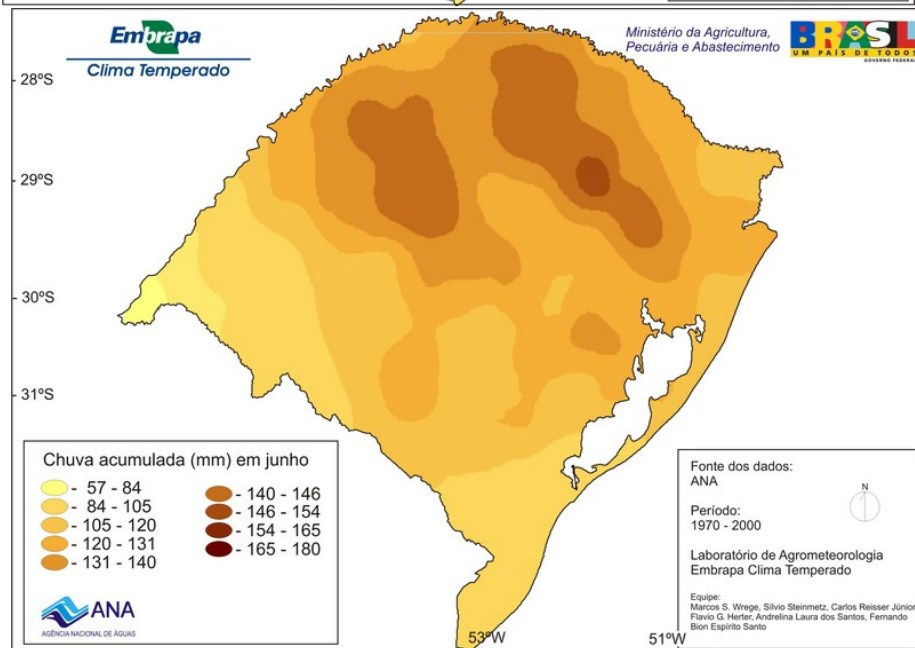 Embrapa
Clima Temperado
Ministério da Agricultura,
Pecuária e Abastecimento
BRASIL
UM PAÍS DE TODOS
GOVERNO FEDERAL
28ºS
29ºS
30ºS
31ºS
53ºW
51ºW
Chuva acumulada (mm) em junho
- 57 - 84
- 84 - 105
- 105 - 120
- 120 - 131
- 131 - 140
- 140 - 146
- 146 - 154
- 154 - 165
- 165 - 180
ANA
AGÊNCIA NACIONAL DE ÁGUAS
Fonte dos dados:
ANA
N
Período:
1970 - 2000
Laboratório de Agrometeorologia
Embrapa Clima Temperado
Equipe:
Marcos S. Wrege, Sílvio Steinmetz, Carlos Reisser Júnior
Flavio G. Herter, Andrelina Laura dos Santos, Fernando
Bion Espírito Santo